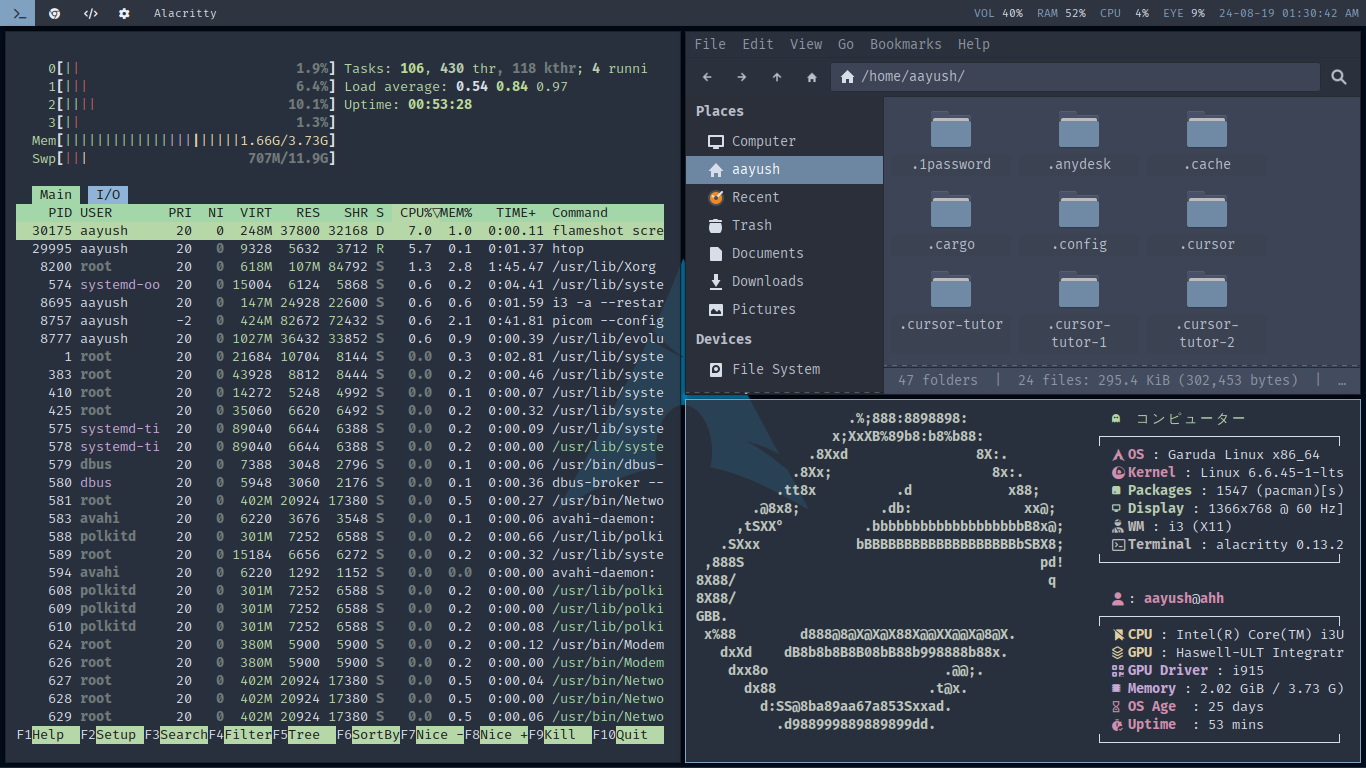 Alacritty
VOL 40% RAM 52% CPU 4% EYE 9% 24-08-19 01:30:42 AM
0[|| 1.9%] Tasks: 106, 430 thr, 118 kthr; 4 runni
1[||| 6.4%] Load average: 0.54 0.84 0.97
2[|||| 10.1%] Uptime: 00:53:28
3[|| 1.3%]
Mem[||||||||||||||||||||||1.66G/3.73G]
Swp[||| 707M/11.9G]
Main I/O
PID USER PRI NI VIRT RES SHR S CPU%▽MEM% TIME+ Command
30175 aayush 20 0 248M 37800 32168 D 7.0 1.0 0:00.11 flameshot scre
29995 aayush 20 0 9328 5632 3712 R 5.7 0.1 0:01.37 htop
8200 root 20 0 618M 107M 84792 S 1.3 2.8 1:45.47 /usr/lib/Xorg
574 systemd-oo 20 0 15004 6124 5868 S 0.6 0.2 0:04.41 /usr/lib/syste
8695 aayush 20 0 147M 24928 22600 S 0.6 0.6 0:01.59 i3 -a --restar
8757 aayush -2 0 424M 82672 72432 S 0.6 2.1 0:41.81 picom --config
8777 aayush 20 0 1027M 36432 33852 S 0.6 0.9 0:00.39 /usr/lib/evolu
1 root 20 0 21684 10704 8144 S 0.0 0.3 0:02.81 /usr/lib/syste
383 root 20 0 43928 8812 8444 S 0.0 0.2 0:00.46 /usr/lib/syste
410 root 20 0 14272 5248 4992 S 0.0 0.1 0:00.07 /usr/lib/syste
425 root 20 0 35060 6620 6492 S 0.0 0.2 0:00.32 /usr/lib/syste
575 systemd-ti 20 0 89040 6644 6388 S 0.0 0.2 0:00.09 /usr/lib/syste
578 systemd-ti 20 0 89040 6644 6388 S 0.0 0.2 0:00.00 /usr/lib/syste
579 dbus 20 0 7388 3048 2796 S 0.0 0.1 0:00.06 /usr/bin/dbus-
580 dbus 20 0 5948 3060 2176 S 0.0 0.1 0:00.36 dbus-broker --
581 root 20 0 402M 20924 17380 S 0.0 0.5 0:00.27 /usr/bin/Netwo
583 avahi 20 0 6220 3676 3548 S 0.0 0.1 0:00.06 avahi-daemon:
588 polkitd 20 0 301M 7252 6588 S 0.0 0.2 0:00.66 /usr/lib/polki
589 root 20 0 15184 6656 6272 S 0.0 0.2 0:00.32 /usr/lib/syste
594 avahi 20 0 6220 1292 1152 S 0.0 0.0 0:00.00 avahi-daemon:
608 polkitd 20 0 301M 7252 6588 S 0.0 0.2 0:00.00 /usr/lib/polki
609 polkitd 20 0 301M 7252 6588 S 0.0 0.2 0:00.00 /usr/lib/polki
610 polkitd 20 0 301M 7252 6588 S 0.0 0.2 0:00.08 /usr/lib/polki
624 root 20 0 380M 5900 5900 S 0.0 0.2 0:00.12 /usr/bin/Modem
626 root 20 0 380M 5900 5900 S 0.0 0.2 0:00.00 /usr/bin/Modem
627 root 20 0 402M 20924 17380 S 0.0 0.5 0:00.04 /usr/bin/Netwo
628 root 20 0 402M 20924 17380 S 0.0 0.5 0:00.00 /usr/bin/Netwo
629 root 20 0 402M 20924 17380 S 0.0 0.5 0:00.06 /usr/bin/Netwo
F1Help F2Setup F3SearchF4FilterF5Tree F6SortByF7Nice -F8Nice +F9Kill F10Quit
File Edit View Go Bookmarks Help
/home/aayush/
Places
Computer
aayush
Recent
Trash
Documents
Downloads
Pictures
Devices
File System
.1password .anydesk .cache
.cargo .config .cursor
.cursor-tutor .cursor-tutor-1 .cursor-tutor-2
47 folders | 24 files: 295.4 KiB (302,453 bytes) | …
.%;888:8898898:
x;XxXB%89b8:b8%b88:
.8Xxd 8X:.
.8Xx; 8x:.
.tt8x .d x88;
.@8x8; .db: xx@;
,tSXX° .bbbbbbbbbbbbbbbbbbbB8x@;
.SXxx bBBBBBBBBBBBBBBBBBBBbSBX8;
,888S pd!
8X88/ q
8X88/
GBB.
x%88 d888@8@X@X@X88X@@XX@@X@8@X.
dxXd dB8b8b8B8B08bB88b998888b88x.
dxx8o .@@;.
dx88 .t@x.
d:SS@8ba89aa67a853Sxxad.
.d988999889889899dd.
コンピューター
OS : Garuda Linux x86_64
Kernel : Linux 6.6.45-1-lts
Packages : 1547 (pacman)[s)
Display : 1366x768 @ 60 Hz]
WM : i3 (X11)
Terminal : alacritty 0.13.2
: aayush@ahh
CPU : Intel(R) Core(TM) i3U
GPU : Haswell-ULT Integratr
GPU Driver : i915
Memory : 2.02 GiB / 3.73 G)
OS Age : 25 days
Uptime : 53 mins